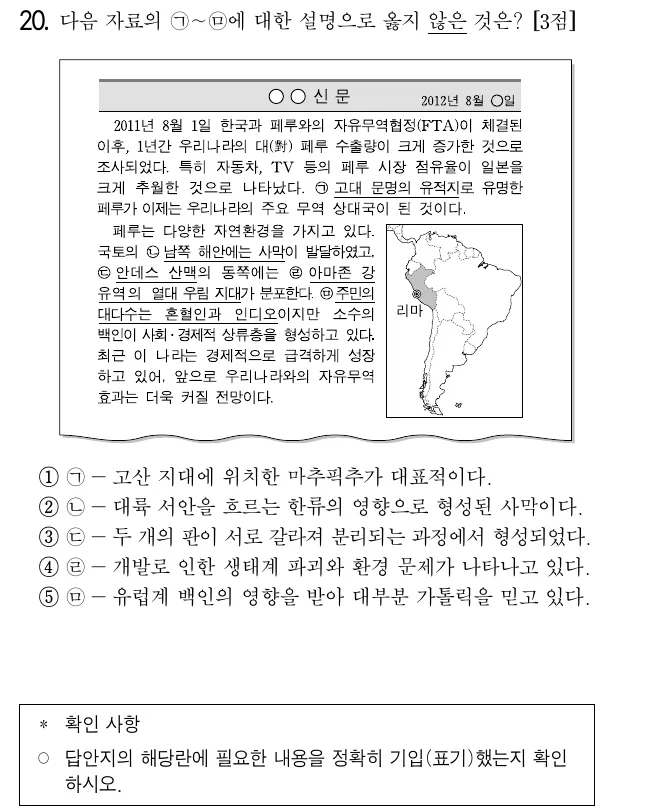 20. 다음 자료의 ㉠~㉤에 대한 설명으로 옳지 않은 것은? [3점]
○○신문
2012년 8월 ○일
2011년 8월 1일 한국과 페루와의 자유무역협정(FTA)이 체결된
이후, 1년간 우리나라의 대(對) 페루 수출량이 크게 증가한 것으로
조사되었다. 특히 자동차, TV 등의 페루 시장 점유율이 일본을
크게 추월한 것으로 나타났다. ㉠ 고대 문명의 유적지로 유명한
페루가 이제는 우리나라의 주요 무역 상대국이 된 것이다.
페루는 다양한 자연환경을 가지고 있다.
국토의 ㉡ 남쪽 해안에는 사막이 발달하였고,
㉢ 안데스 산맥의 동쪽에는 ㉣ 아마존 강
유역의 열대 우림 지대가 분포한다. ㉤ 주민의
대다수는 혼혈인과 인디오이지만 소수의
백인이 사회·경제적 상류층을 형성하고 있다.
최근 이 나라는 경제적으로 급격하게 성장
하고 있어, 앞으로 우리나라와의 자유무역
효과는 더욱 커질 전망이다.
리마
① ㉠ - 고산 지대에 위치한 마추픽추가 대표적이다.
② ㉡ - 대륙 서안을 흐르는 한류의 영향으로 형성된 사막이다.
③ ㉢ - 두 개의 판이 서로 갈라져 분리되는 과정에서 형성되었다.
④ ㉣ - 개발로 인한 생태계 파괴와 환경 문제가 나타나고 있다.
⑤ ㉤ - 유럽계 백인의 영향을 받아 대부분 가톨릭을 믿고 있다.
* 확인 사항
○ 답안지의 해당란에 필요한 내용을 정확히 기입(표기)했는지 확인
하시오.